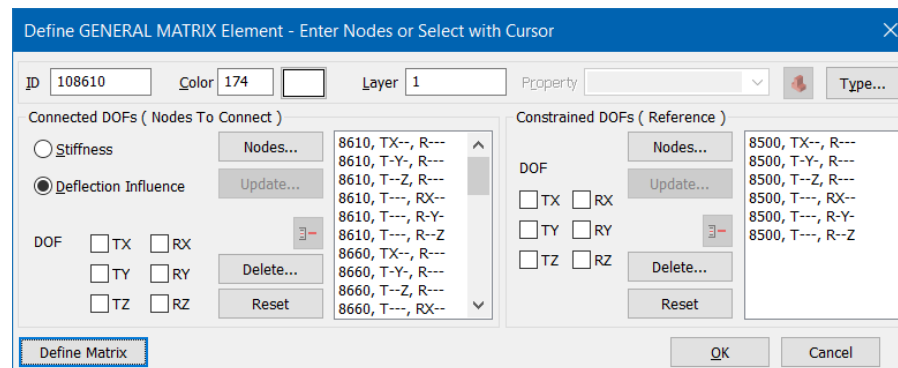 Define GENERAL MATRIX Element - Enter Nodes or Select with Cursor
ID 108610 Color 174 Layer 1 Property Type...
Connected DOFs ( Nodes To Connect )
Stiffness
Deflection Influence
Nodes...
Update...
DOF
TX RX
TY RY
TZ RZ
Delete...
Reset
8610, TX--, R---
8610, T-Y-, R---
8610, T--Z, R---
8610, T---, RX--
8610, T---, R-Y-
8610, T---, R--Z
8660, TX--, R---
8660, T-Y-, R---
8660, T--Z, R---
8660, T---, RX--
Constrained DOFs ( Reference )
DOF
TX RX
TY RY
TZ RZ
Nodes...
Update...
Delete...
Reset
8500, TX--, R---
8500, T-Y-, R---
8500, T--Z, R---
8500, T---, RX--
8500, T---, R-Y-
8500, T---, R--Z
Define Matrix
OK Cancel